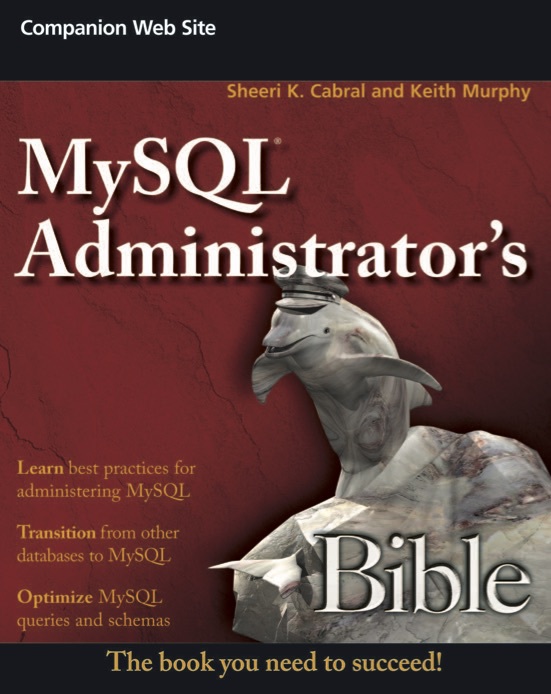 Companion Web Site
Sheeri K. Cabral and Keith Murphy
MySQL®
Administrator's
Learn best practices for
administering MySQL
Transition from other
databases to MySQL
Optimize MySQL
queries and schemas
Bible
The book you need to succeed!